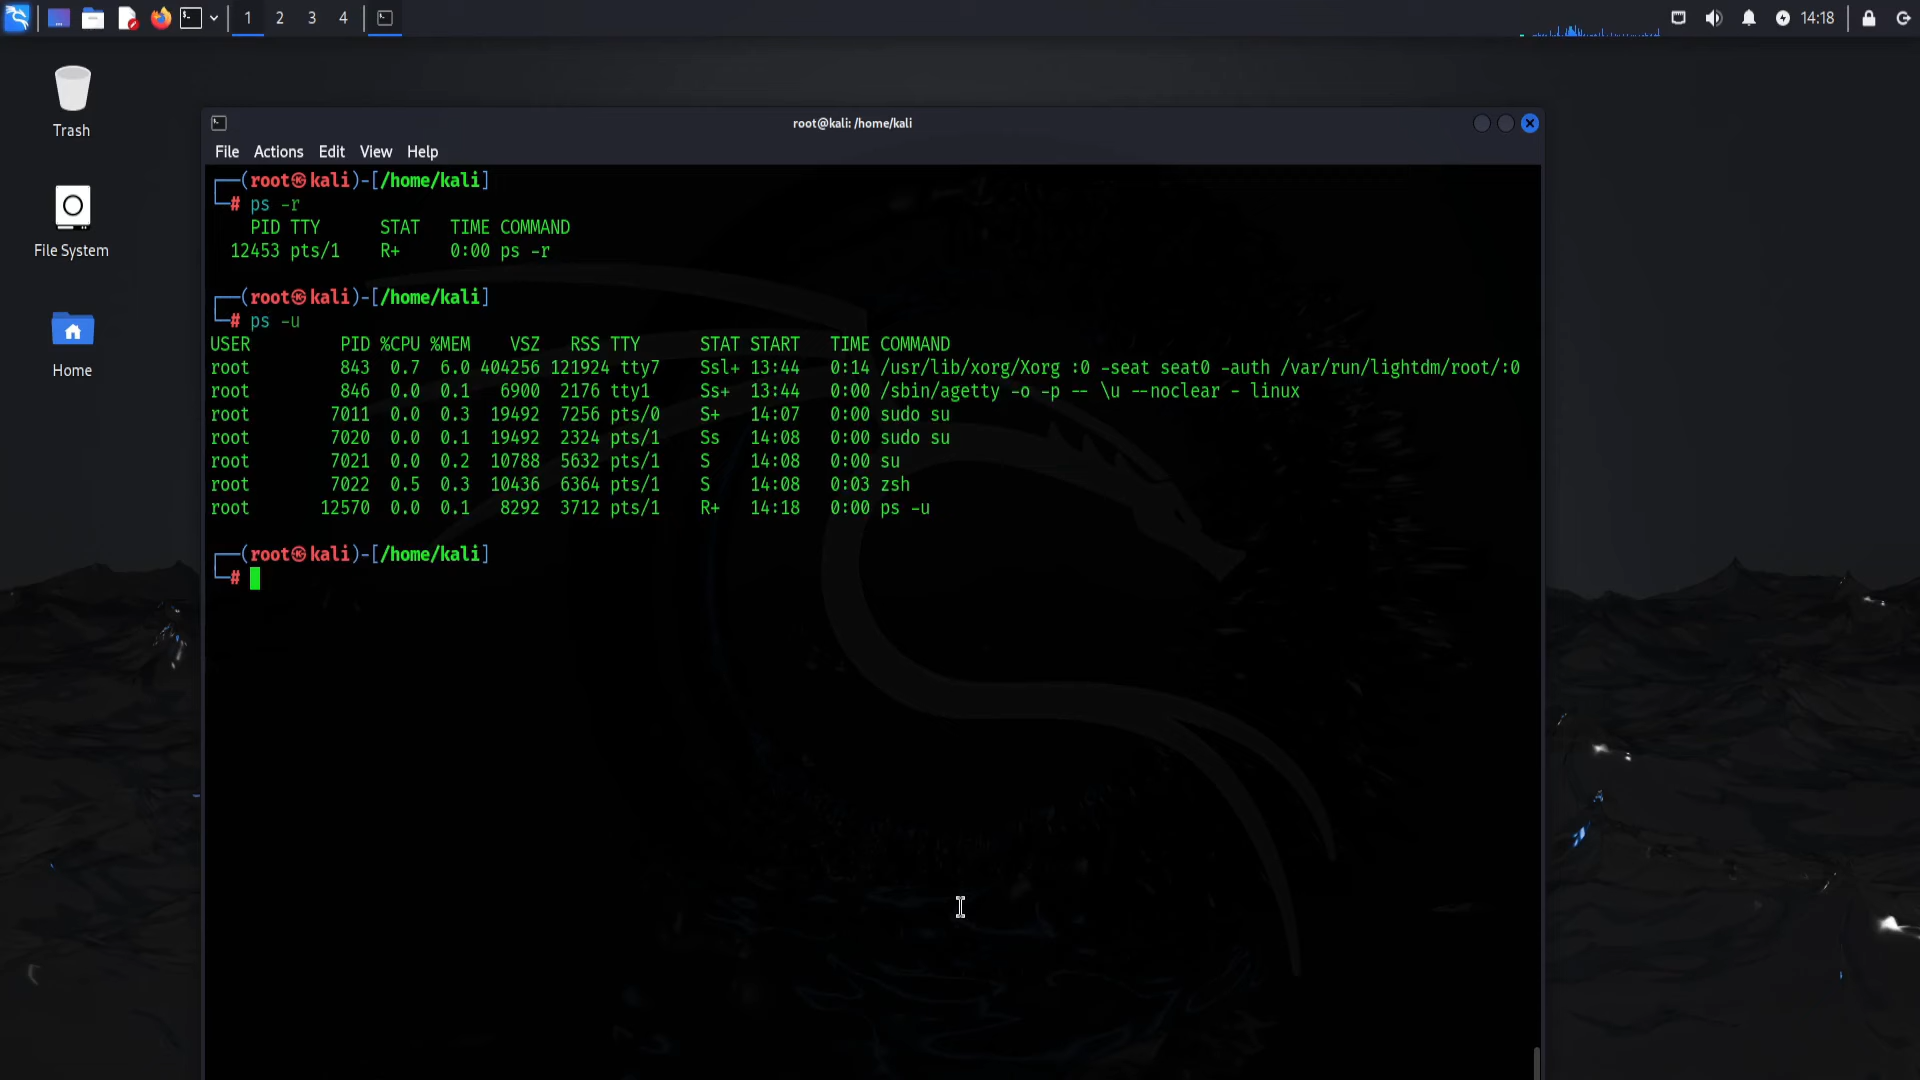 1 2 3 4 14:18
Trash
File System
Home
root@kali: /home/kali
File Actions Edit View Help
┌──(root㉿kali)-[/home/kali]
└─# ps -r
PID TTY STAT TIME COMMAND
12453 pts/1 R+ 0:00 ps -r
┌──(root㉿kali)-[/home/kali]
└─# ps -u
USER PID %CPU %MEM VSZ RSS TTY STAT START TIME COMMAND
root 843 0.7 6.0 404256 121924 tty7 Ssl+ 13:44 0:14 /usr/lib/xorg/Xorg :0 -seat seat0 -auth /var/run/lightdm/root/:0
root 846 0.0 0.1 6900 2176 tty1 Ss+ 13:44 0:00 /sbin/agetty -o -p -- \u --noclear - linux
root 7011 0.0 0.3 19492 7256 pts/0 S+ 14:07 0:00 sudo su
root 7020 0.0 0.1 19492 2324 pts/1 Ss 14:08 0:00 sudo su
root 7021 0.0 0.2 10788 5632 pts/1 S 14:08 0:00 su
root 7022 0.5 0.3 10436 6364 pts/1 S 14:08 0:03 zsh
root 12570 0.0 0.1 8292 3712 pts/1 R+ 14:18 0:00 ps -u
┌──(root㉿kali)-[/home/kali]
└─#